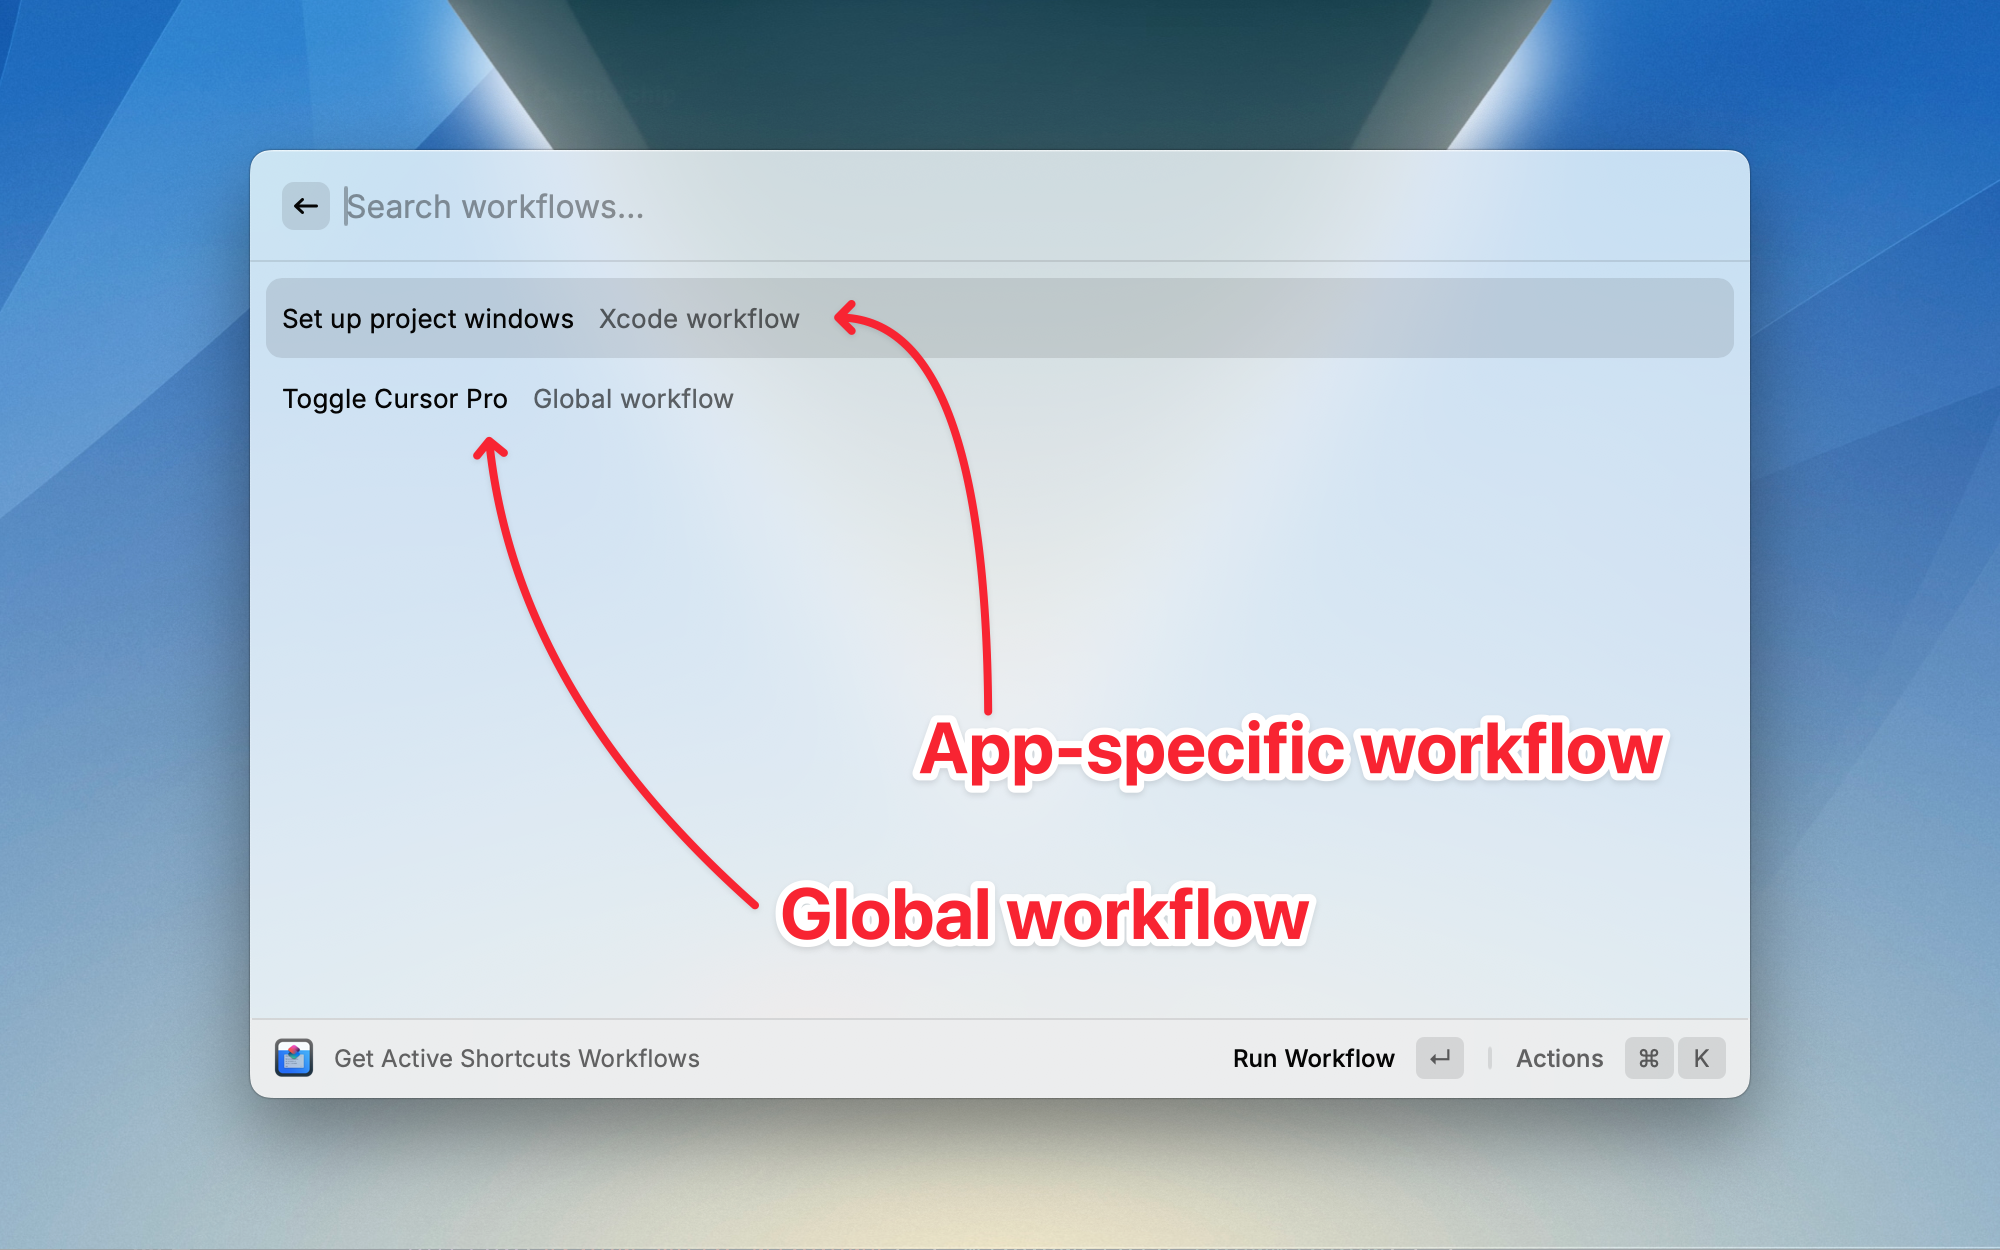 Search workflows...
Set up project windows Xcode workflow
Toggle Cursor Pro Global workflow
App-specific workflow
Global workflow
Get Active Shortcuts Workflows Run Workflow ↵ Actions ⌘ K